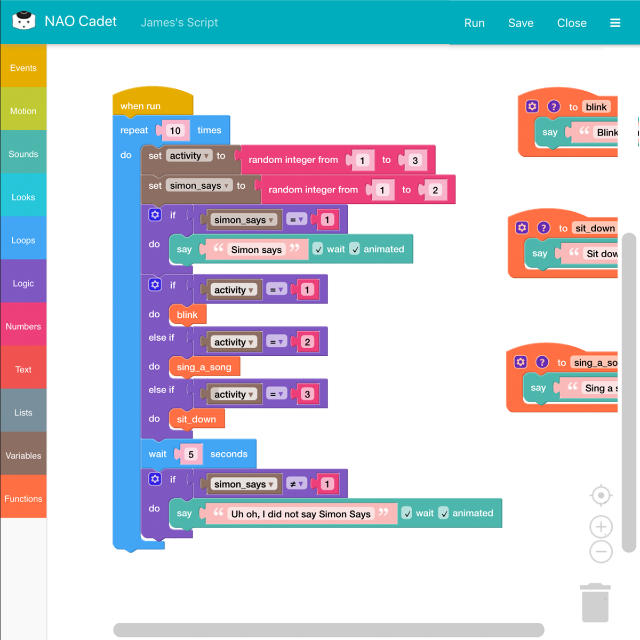 NAO Cadet James's Script Run Save Close
Events
Motion
Sounds
Looks
Loops
Logic
Numbers
Text
Lists
Variables
Functions
when run
repeat 10 times
do set activity to random integer from 1 to 3
set simon_says to random integer from 1 to 2
if simon_says = 1
do say “ Simon says ” wait animated
if activity = 1
do blink
else if activity = 2
do sing_a_song
else if activity = 3
do sit_down
wait 5 seconds
if simon_says ≠ 1
do say “ Uh oh, I did not say Simon Says ” wait animated
? to blink
say “ Blink
? to sit_down
say “ Sit dow
? to sing_a_so
say “ Sing a s